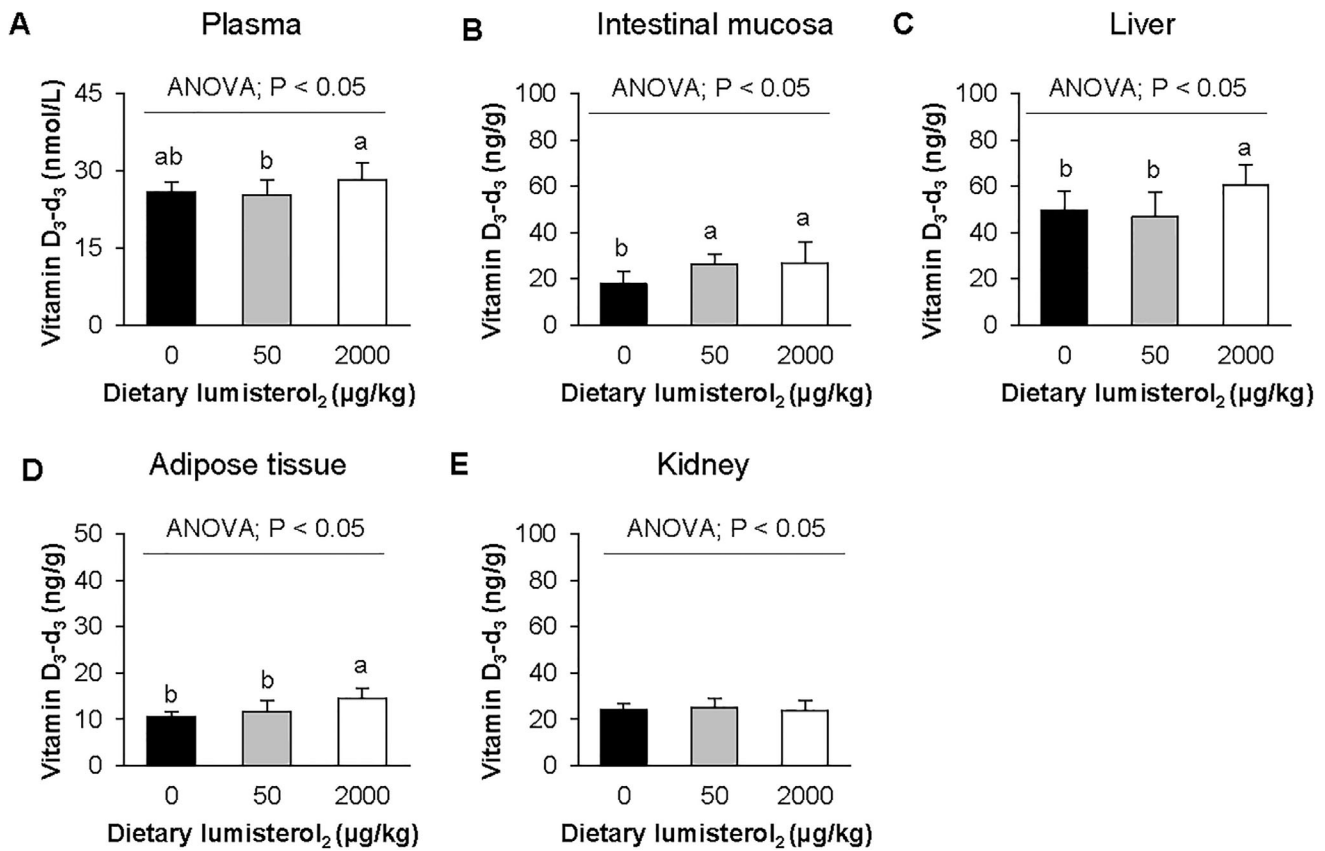 A Plasma
Vitamin D₃-d₃ (nmol/L)
ANOVA; P < 0.05
45
30
15
0
ab b a
0 50 2000
Dietary lumisterol₂ (µg/kg)
B Intestinal mucosa
Vitamin D₃-d₃ (ng/g)
ANOVA; P < 0.05
100
80
60
40
20
0
b a a
0 50 2000
Dietary lumisterol₂ (µg/kg)
C Liver
Vitamin D₃-d₃ (ng/g)
ANOVA; P < 0.05
100
80
60
40
20
0
b b a
0 50 2000
Dietary lumisterol₂ (µg/kg)
D Adipose tissue
Vitamin D₃-d₃ (ng/g)
ANOVA; P < 0.05
50
40
30
20
10
0
b b a
0 50 2000
Dietary lumisterol₂ (µg/kg)
E Kidney
Vitamin D₃-d₃ (ng/g)
ANOVA; P < 0.05
100
80
60
40
20
0
0 50 2000
Dietary lumisterol₂ (µg/kg)